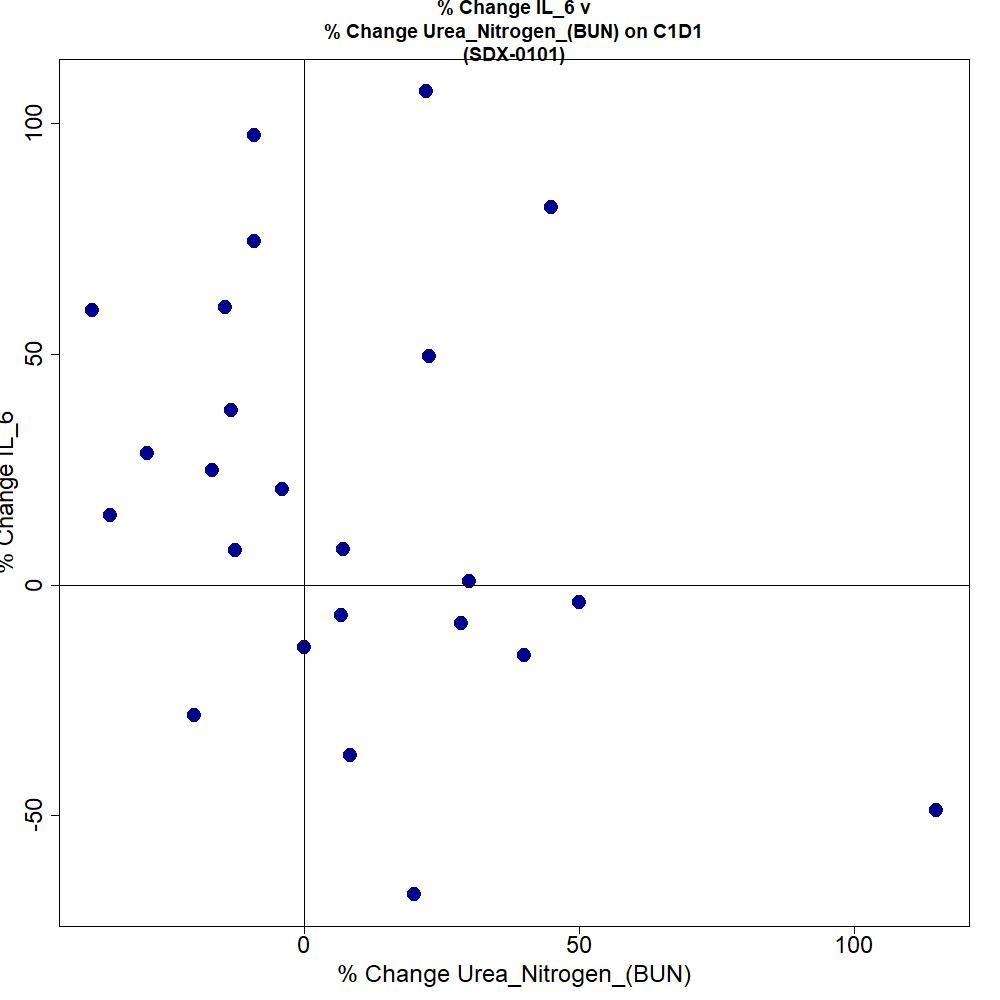 % Change IL_6 v
% Change Urea_Nitrogen_(BUN) on C1D1
(SDX-0101)
% Change IL_6
100
50
0
-50
0
50
100
% Change Urea_Nitrogen_(BUN)